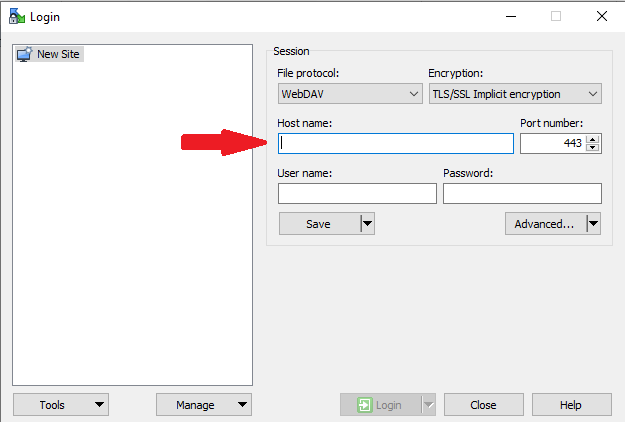 Login
New Site
Session
File protocol:
Encryption:
WebDAV
TLS/SSL Implicit encryption
Host name:
Port number:
443
User name:
Password:
Save
Advanced...
Tools
Manage
Login
Close
Help